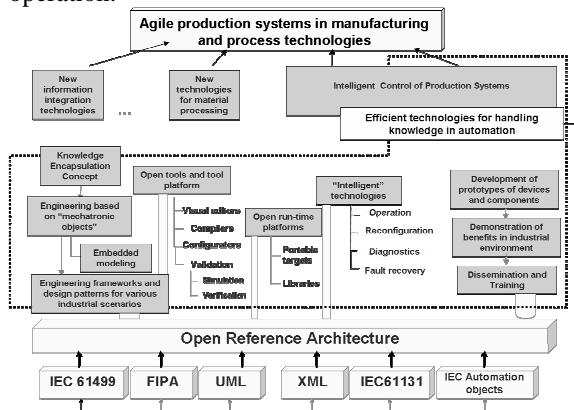 operation.
Agile production systems in manufacturing
and process technologies
New
information
integration
technologies
...
New
technologies
for material
processing
Intelligent Control of Production Systems
Efficient technologies for handling
knowledge in automation
Knowledge
Encapsulation
Concept
Engineering based
on "mechatronic
objects"
Embedded
modeling
Engineering frameworks and
design patterns for various
industrial scenarios
Open tools and tool
platform
Visual editors
Compilers
Configurators
Validation
Simulation
Verification
Open run-time
platforms
Portable
targets
Libraries
"Intelligent"
technologies
Operation
Reconfiguration
Diagnostics
Fault recovery
Development of
prototypes of devices
and components
Demonstration of
benefits in industrial
environment
Dissemination and
Training
Open Reference Architecture
IEC 61499
FIPA
UML
XML
IEC61131
IEC Automation
objects